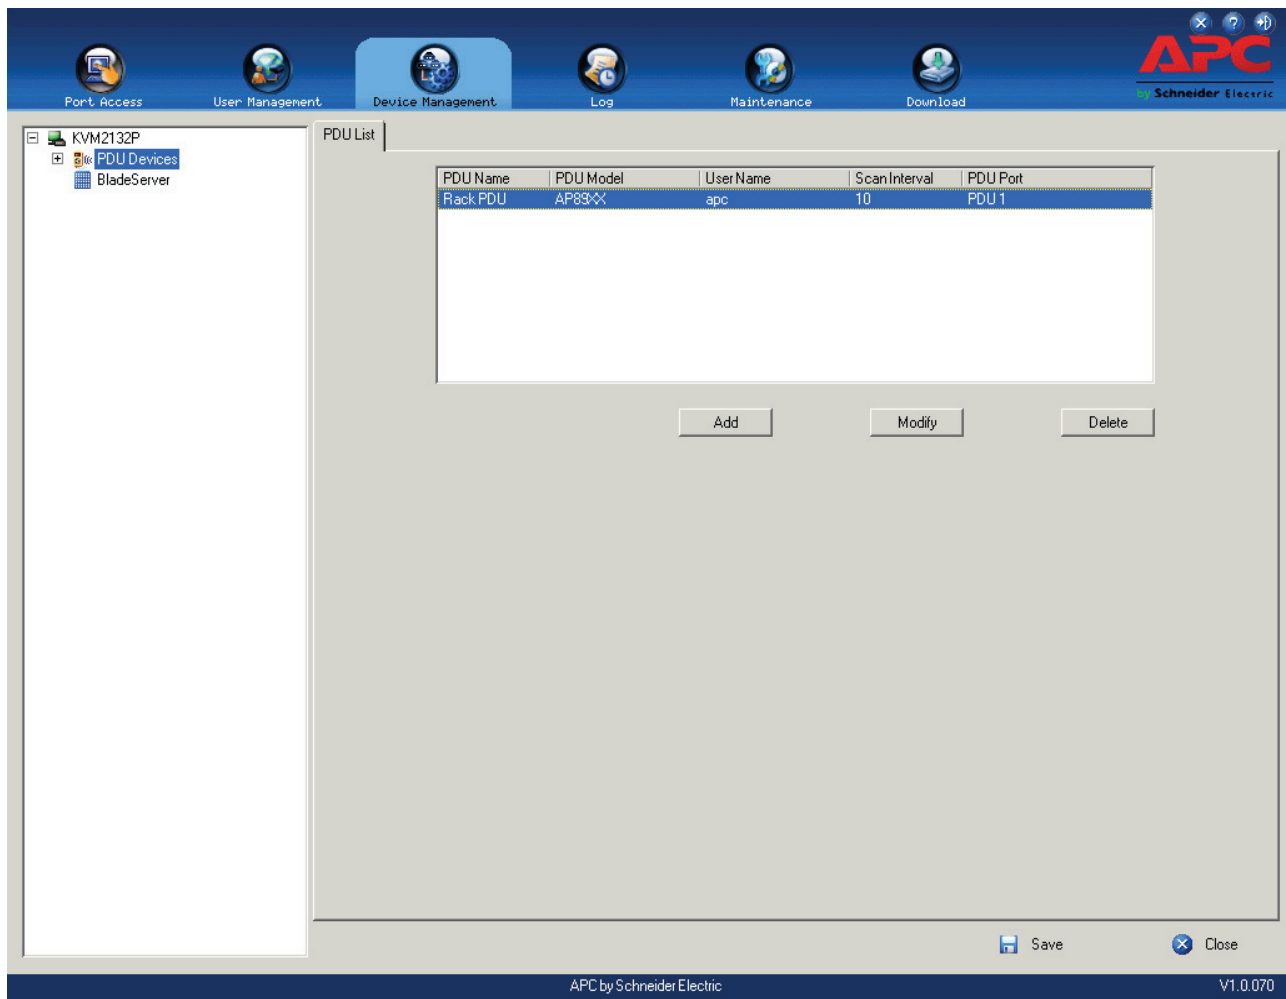 APC
by Schneider Electric
Port Access
User Management
Device Management
Log
Maintenance
Download
KVM2132P
PDU Devices
BladeServer
PDU List
PDU Name PDU Model User Name Scan Interval PDU Port
Rack PDU AP89XX apc 10 PDU 1
Add Modify Delete
Save Close
APC by Schneider Electric V1.0.070